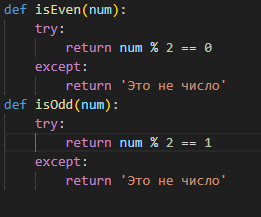 def isEven(num):
    try:
        return num % 2 == 0
    except:
        return 'Это не число'
def isOdd(num):
    try:
        return num % 2 == 1
    except:
        return 'Это не число'